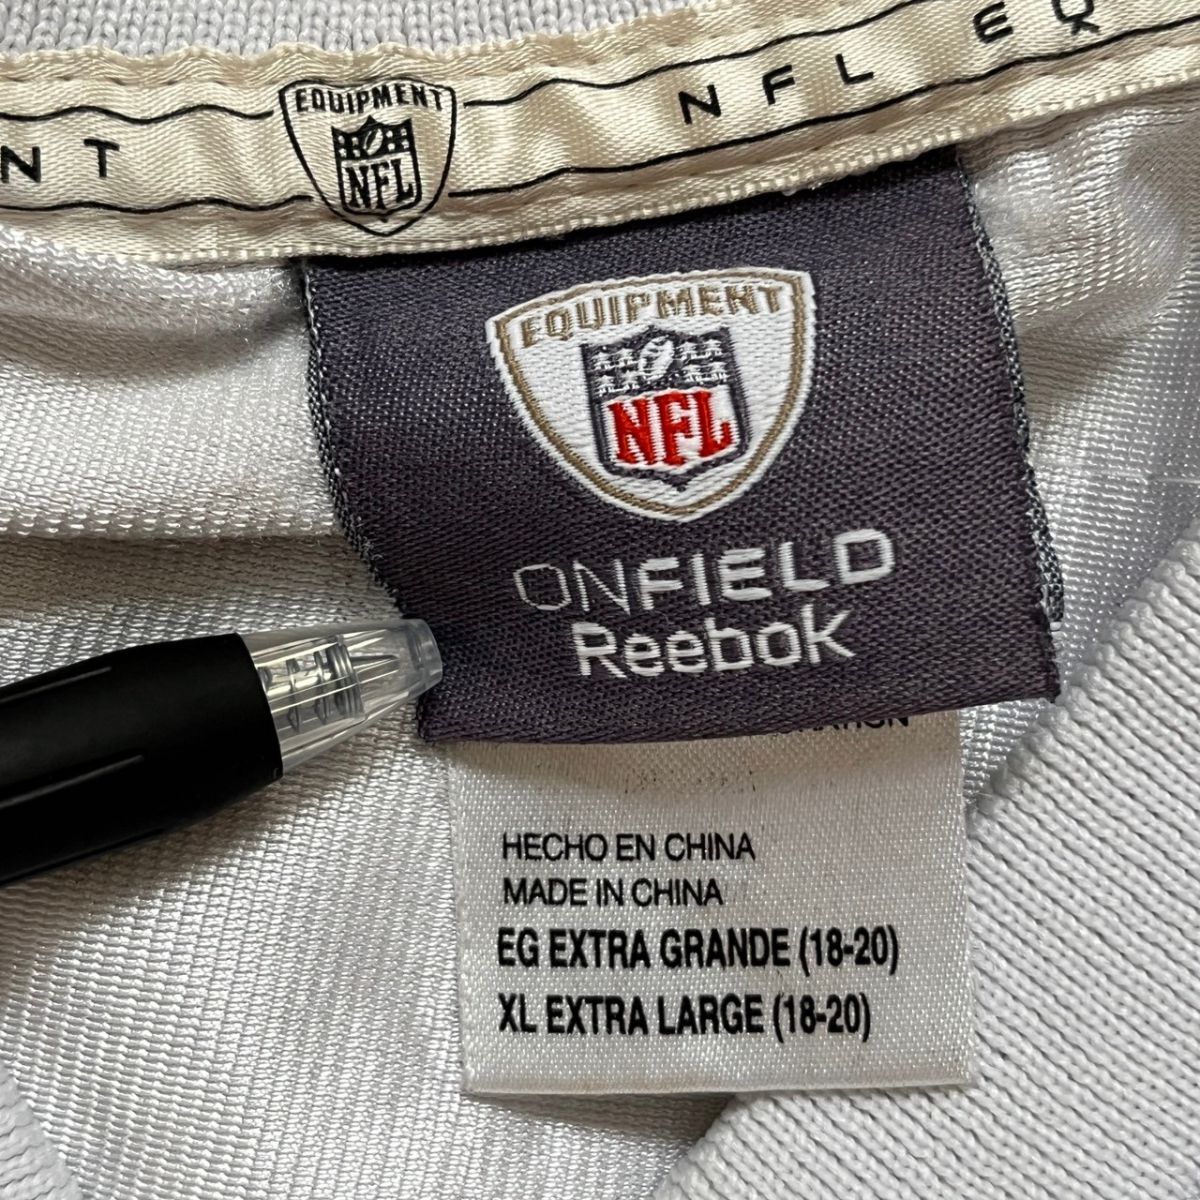 NT
EQUIPMENT
NFL
NFL EQ
EQUIPMENT
NFL
ONFIELD
Reebok
HECHO EN CHINA
MADE IN CHINA
EG EXTRA GRANDE (18-20)
XL EXTRA LARGE (18-20)